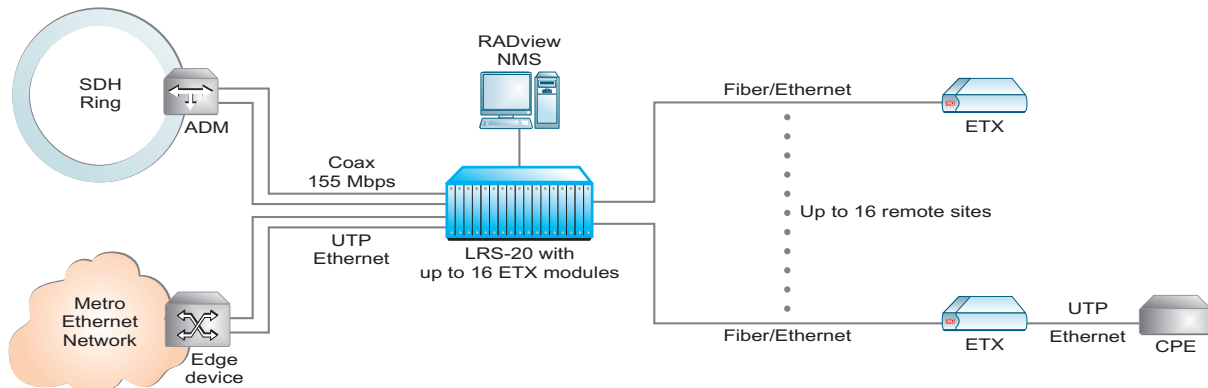 SDH
Ring
ADM
RADview
NMS
Coax
155 Mbps
UTP
Ethernet
LRS-20 with
up to 16 ETX modules
Metro
Ethernet
Network
Edge
device
Fiber/Ethernet
ETX
Up to 16 remote sites
Fiber/Ethernet
ETX
UTP
Ethernet
CPE